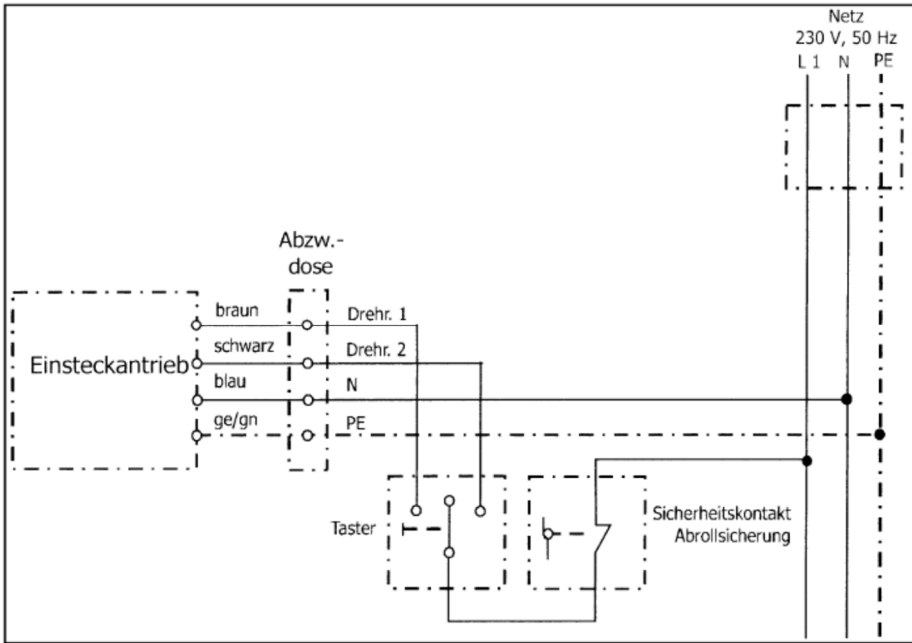 Netz
230 V, 50 Hz
L 1 N PE
Abzw.-
dose
braun Drehr. 1
schwarz Drehr. 2
Einsteckantrieb
blau N
ge/gn PE
Taster
Sicherheitskontakt
Abrollsicherung